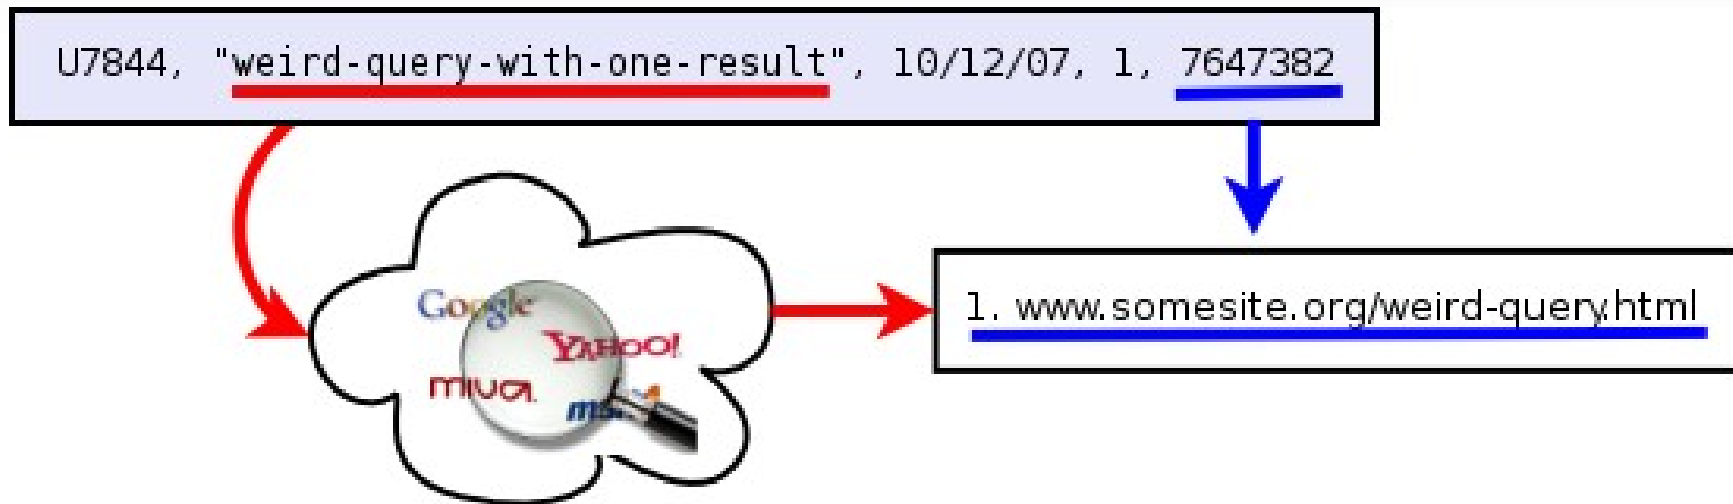 U7844, "weird-query-with-one-result", 10/12/07, 1, 7647382
Google
YAHOO!
miva
1. www.somesite.org/weird-query.html